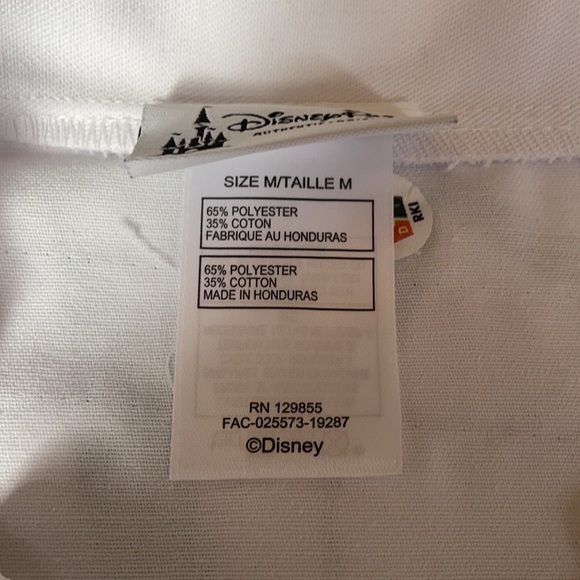 Disney
SIZE M/TAILLE M
65% POLYESTER
35% COTON
FABRIQUE AU HONDURAS
65% POLYESTER
35% COTTON
MADE IN HONDURAS
RN 129855
FAC-025573-19287
©Disney